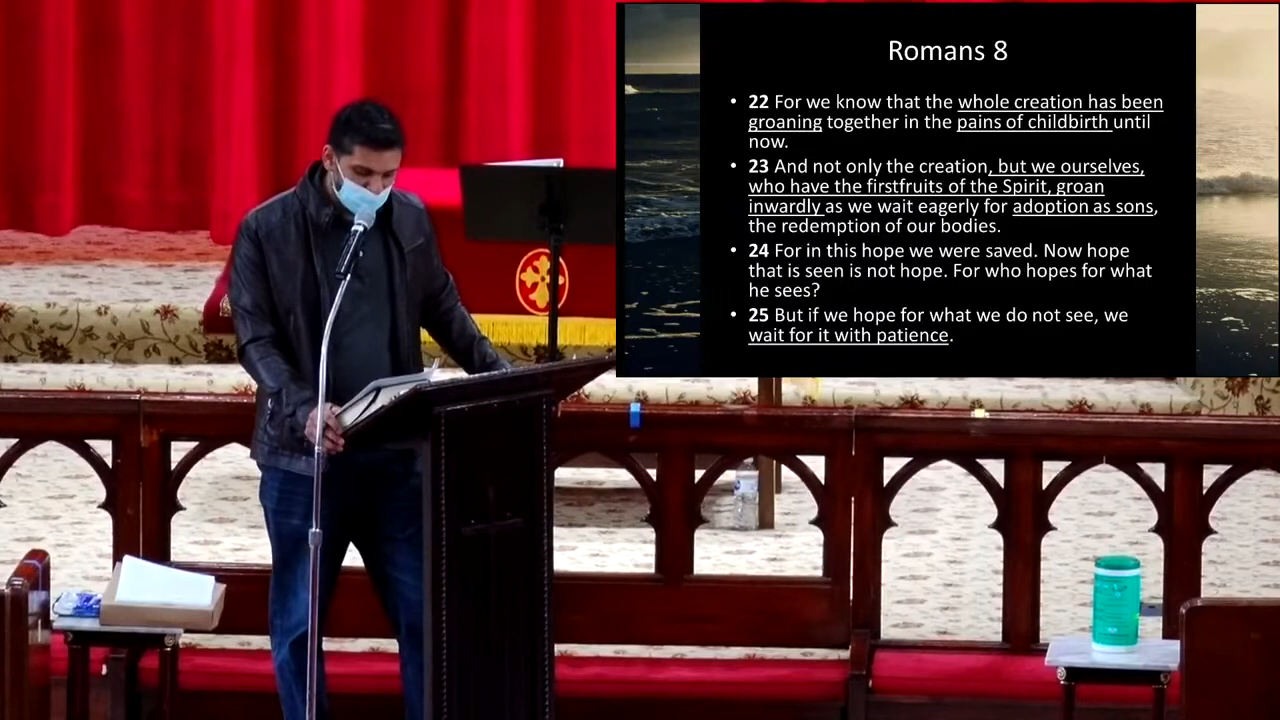 Romans 8
• 22 For we know that the whole creation has been
groaning together in the pains of childbirth until
now.
• 23 And not only the creation, but we ourselves,
who have the firstfruits of the Spirit, groan
inwardly as we wait eagerly for adoption as sons,
the redemption of our bodies.
• 24 For in this hope we were saved. Now hope
that is seen is not hope. For who hopes for what
he sees?
• 25 But if we hope for what we do not see, we
wait for it with patience.